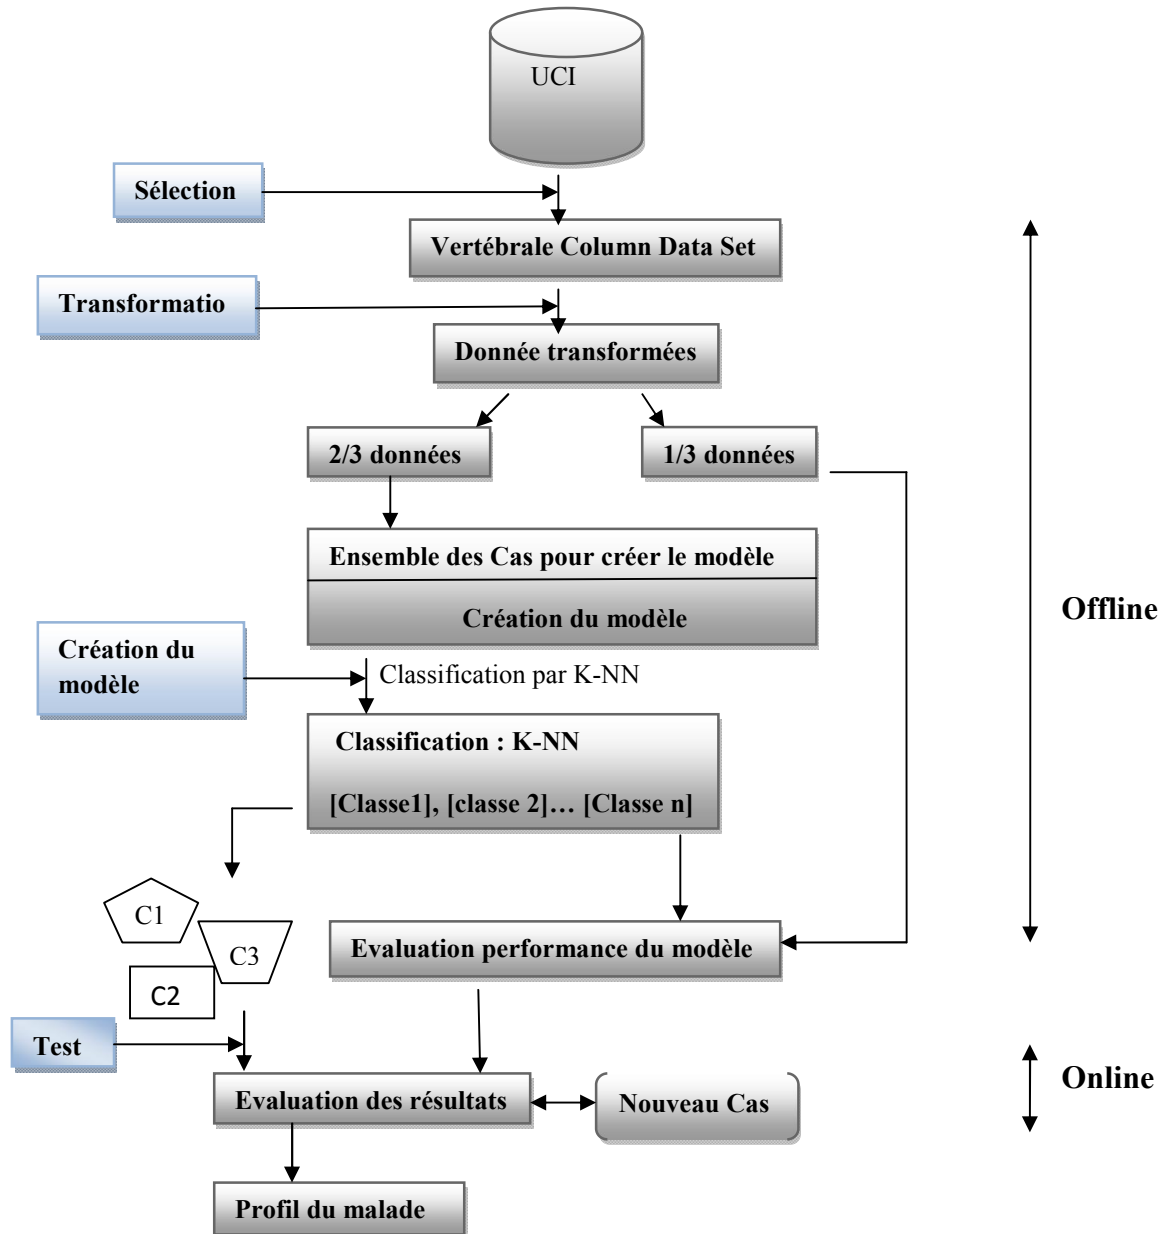 UCI
Sélection
Vertébrale Column Data Set
Transformatio
Donnée transformées
2/3 données
1/3 données
Ensemble des Cas pour créer le modèle
Création du modèle
Offline
Création du
modèle
Classification par K-NN
Classification : K-NN
[Classe1], [classe 2]… [Classe n]
C1
C3
C2
Evaluation performance du modèle
Test
Online
Evaluation des résultats
Nouveau Cas
Profil du malade